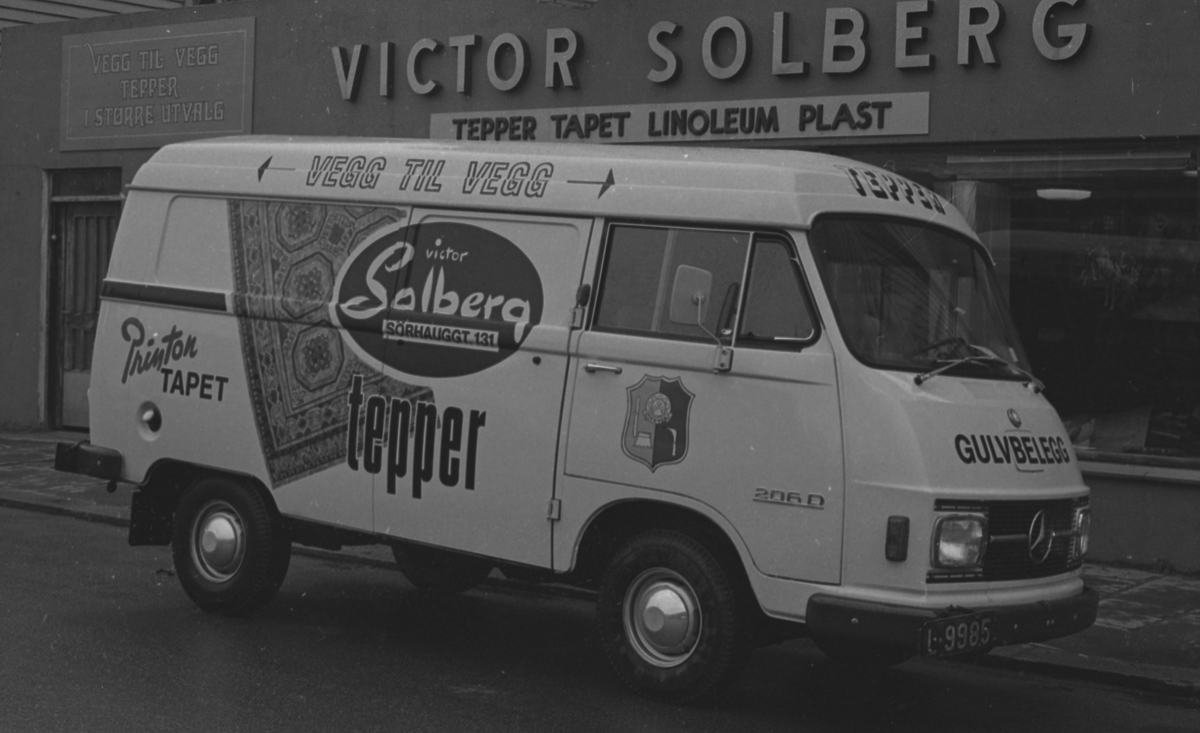 VEGG TIL VEGG
TEPPER
I STØRRE UTVALG
VICTOR SOLBERG
TEPPER TAPET LINOLEUM PLAST
VEGG TIL VEGG
TEPPER
victor
Solberg
SÖRHAUGGT. 131
Printon
TAPET
tepper
206 D
GULVBELEGG
L-9985